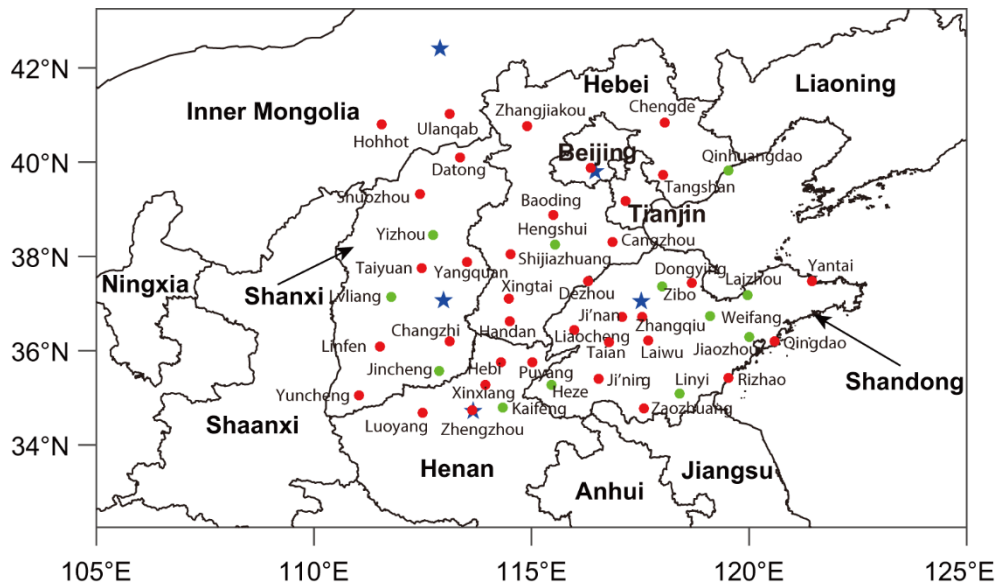 42°N
Hebei
Liaoning
Inner Mongolia
Zhangjiakou
Chengde
Ulanqab
Hohhot
40°N
Datong
Beijing
Qinhuangdao
Shuozhou
Baoding
Tangshan
Tianjin
Yizhou
Hengshui
Cangzhou
38°N
Shijiazhuang
Dongying
Lajzhou
Yantai
Ningxia
Taiyuan
Yangquan
Xingtai
Dezhou
Zibo
Shanxi
Lvliang
Ji'nan
Zhangqiu
Weifang
Changzhi
Handan
Liaocheng
36°N
Linfen
Taian
Laiwu
Jiaozhou
Qingdao
Jincheng
Hebi
Puyang
Ji'ning
Linyi
Rizhao
Shandong
Yuncheng
Xinxiang
Heze
Shaanxi
Kaifeng
Zaozhuang
Luoyang
Zhengzhou
34°N
Henan
Jiangsu
Anhui
105°E
110°E
115°E
120°E
125°E